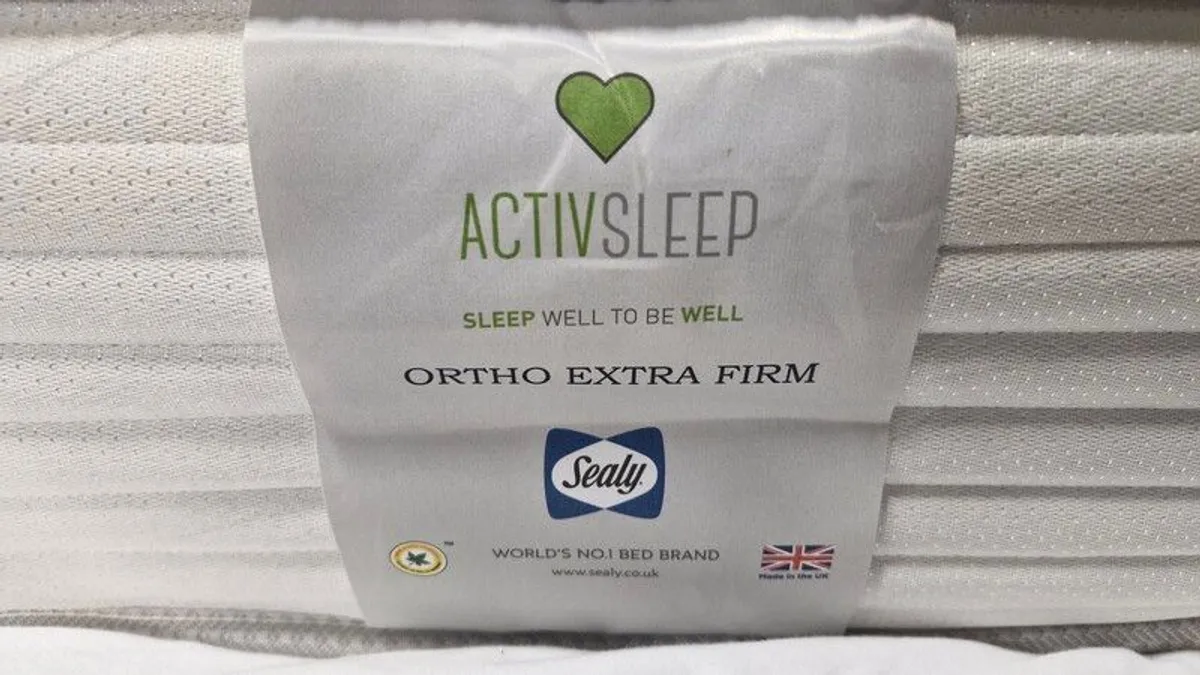 ACTIVSLEEP
SLEEP WELL TO BE WELL
ORTHO EXTRA FIRM
Sealy
TM
WORLD'S NO.1 BED BRAND
www.sealy.co.uk
Made in the UK